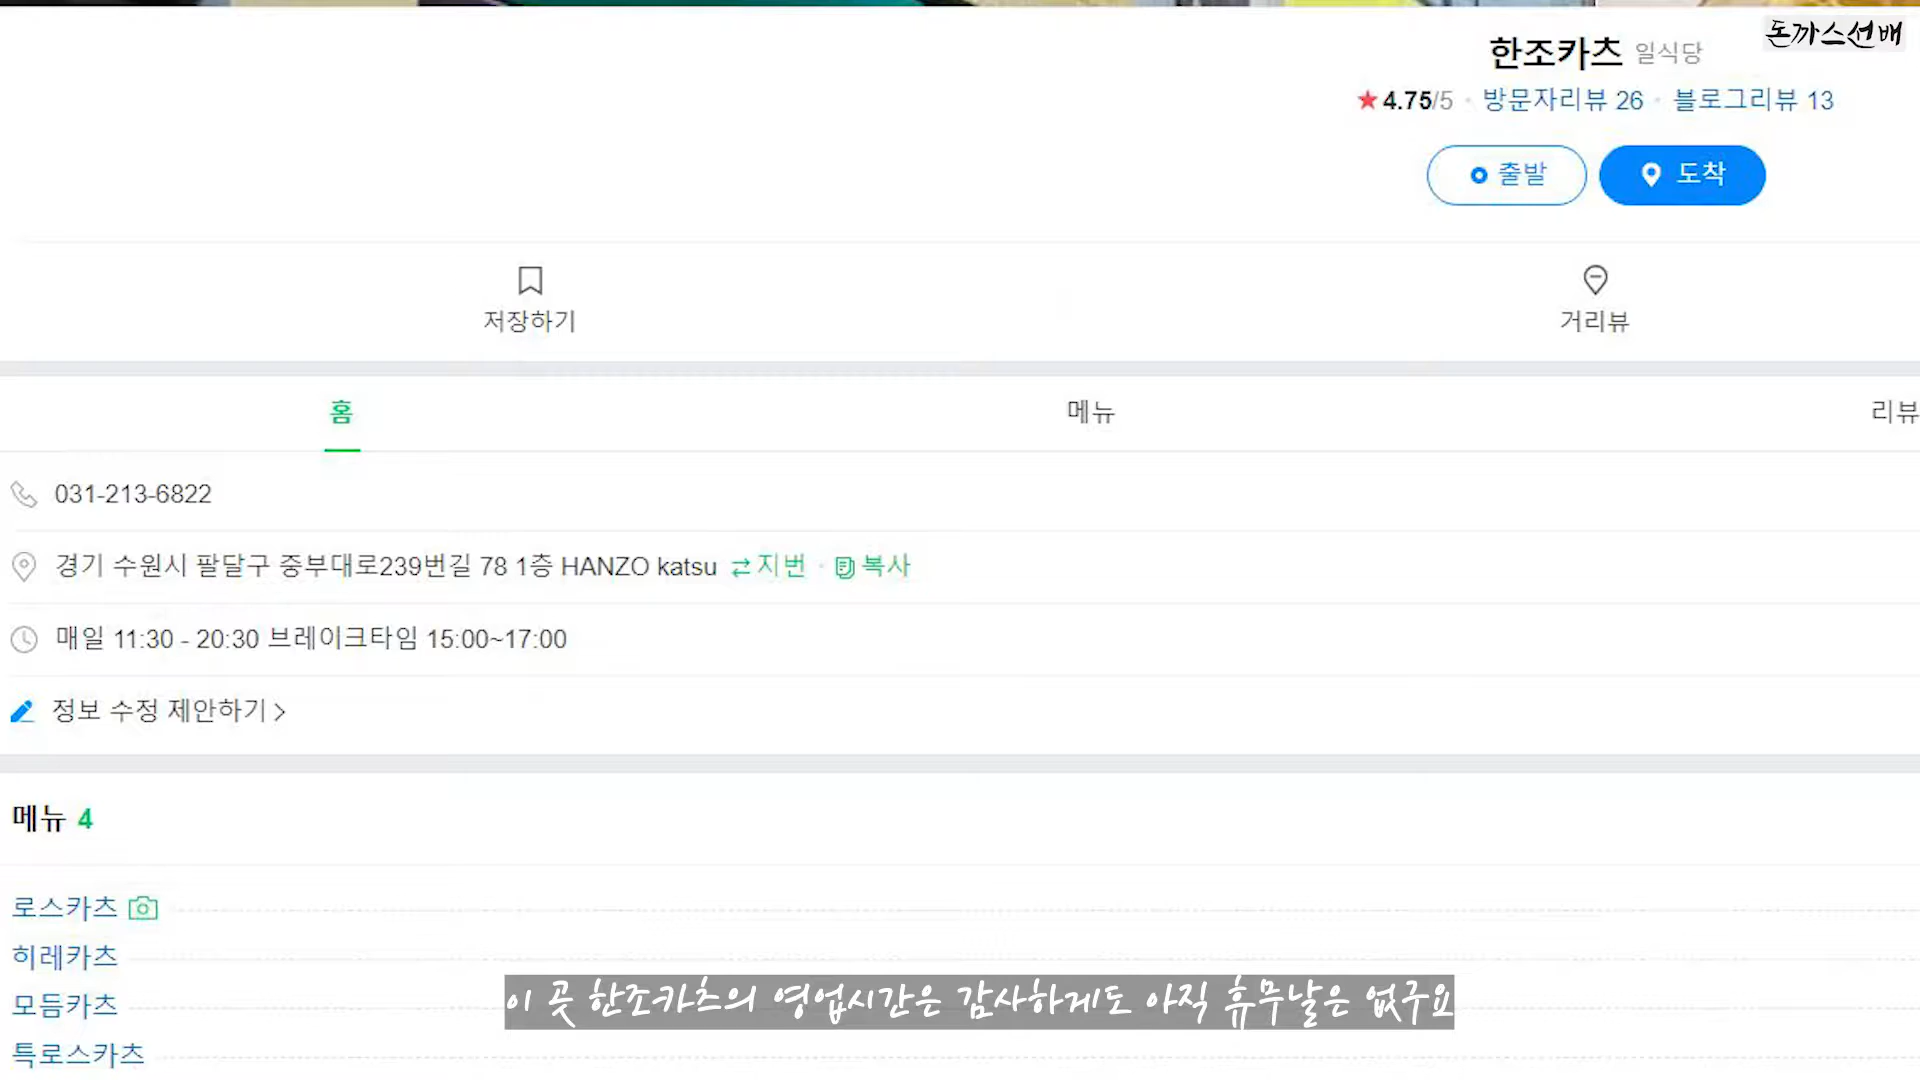 돈까스선배
한조카츠 일식당
★4.75/5 · 방문자리뷰 26 · 블로그리뷰 13
출발 도착
저장하기 거리뷰
홈 메뉴 리뷰
031-213-6822
경기 수원시 팔달구 중부대로239번길 78 1층 HANZO katsu 지번 · 복사
매일 11:30 - 20:30 브레이크타임 15:00~17:00
정보 수정 제안하기 >
메뉴 4
로스카츠
히레카츠
모듬카츠
특로스카츠
이 곳 한조카츠의 영업시간은 감사하게도 아직 휴무날은 없구요